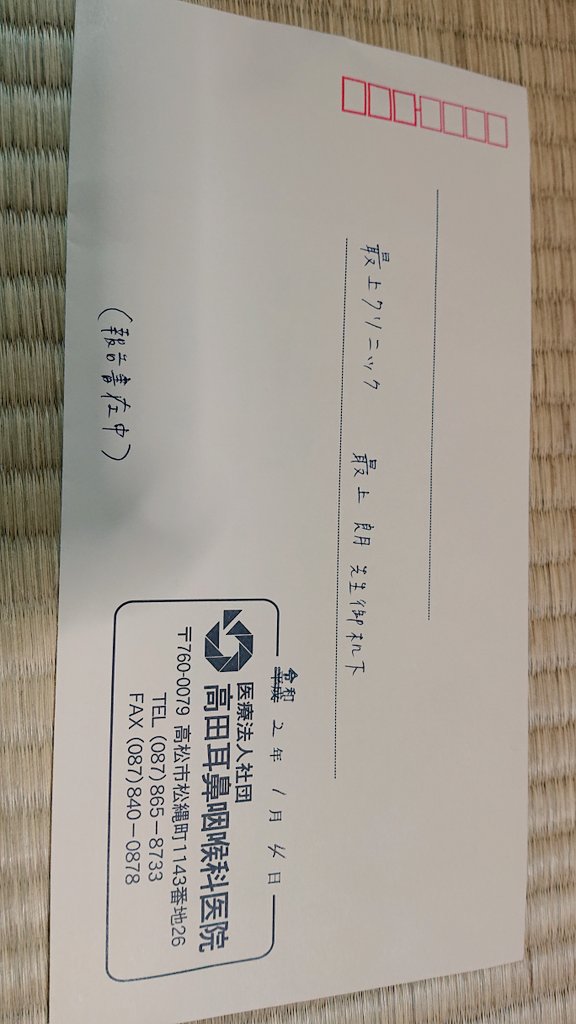 最上クリニック　最上 朗 先生御机下
(報告書在中)
令和
平成 2 年 1 月 4 日
医療法人社団
高田耳鼻咽喉科医院
〒760-0079 高松市松縄町1143番地26
TEL (087)865-8733
FAX (087)840-0878